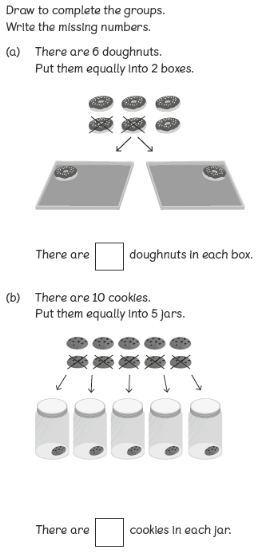 Draw to complete the groups.
Write the missing numbers.
(a) There are 6 doughnuts.
Put them equally into 2 boxes.
There are doughnuts in each box.
(b) There are 10 cookies.
Put them equally into 5 jars.
There are cookies in each jar.